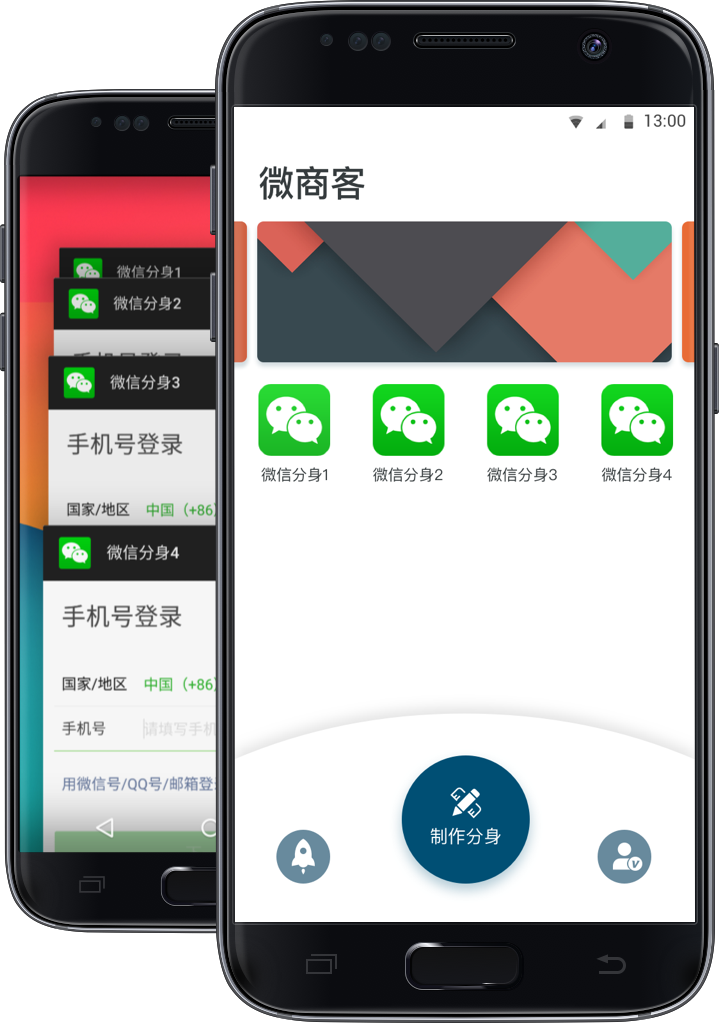 13:00
微商客
微信分身1
微信分身2
微信分身3
微信分身4
制作分身
微信分身1
微信分身2
手机号登录
微信分身3
手机号登录
国家/地区 中国（+86）
微信分身4
手机号登录
国家/地区 中国（+86）
手机号 请填写手机
用微信号/QQ号/邮箱登